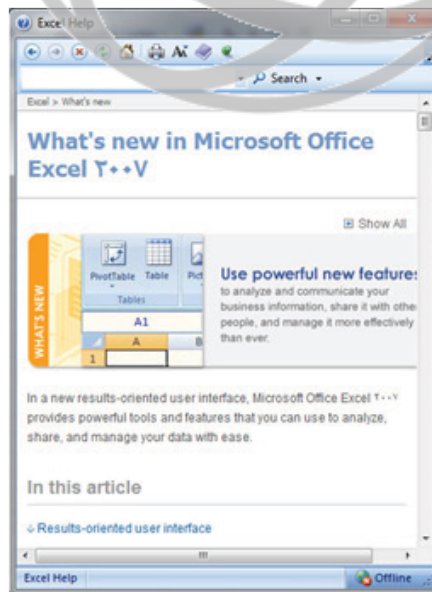 Excel Help
Search
Excel > What's new
What's new in Microsoft Office
Excel ٢٠٠٧
Show All
WHAT'S NEW
PivotTable Table Pict
Tables
A1
A B
1
Use powerful new features
to analyze and communicate your
business information, share it with othe
people, and manage it more effectively
than ever.
In a new results-oriented user interface, Microsoft Office Excel ٢٠٠٧
provides powerful tools and features that you can use to analyze,
share, and manage your data with ease.
In this article
Results-oriented user interface
Excel Help
Offline